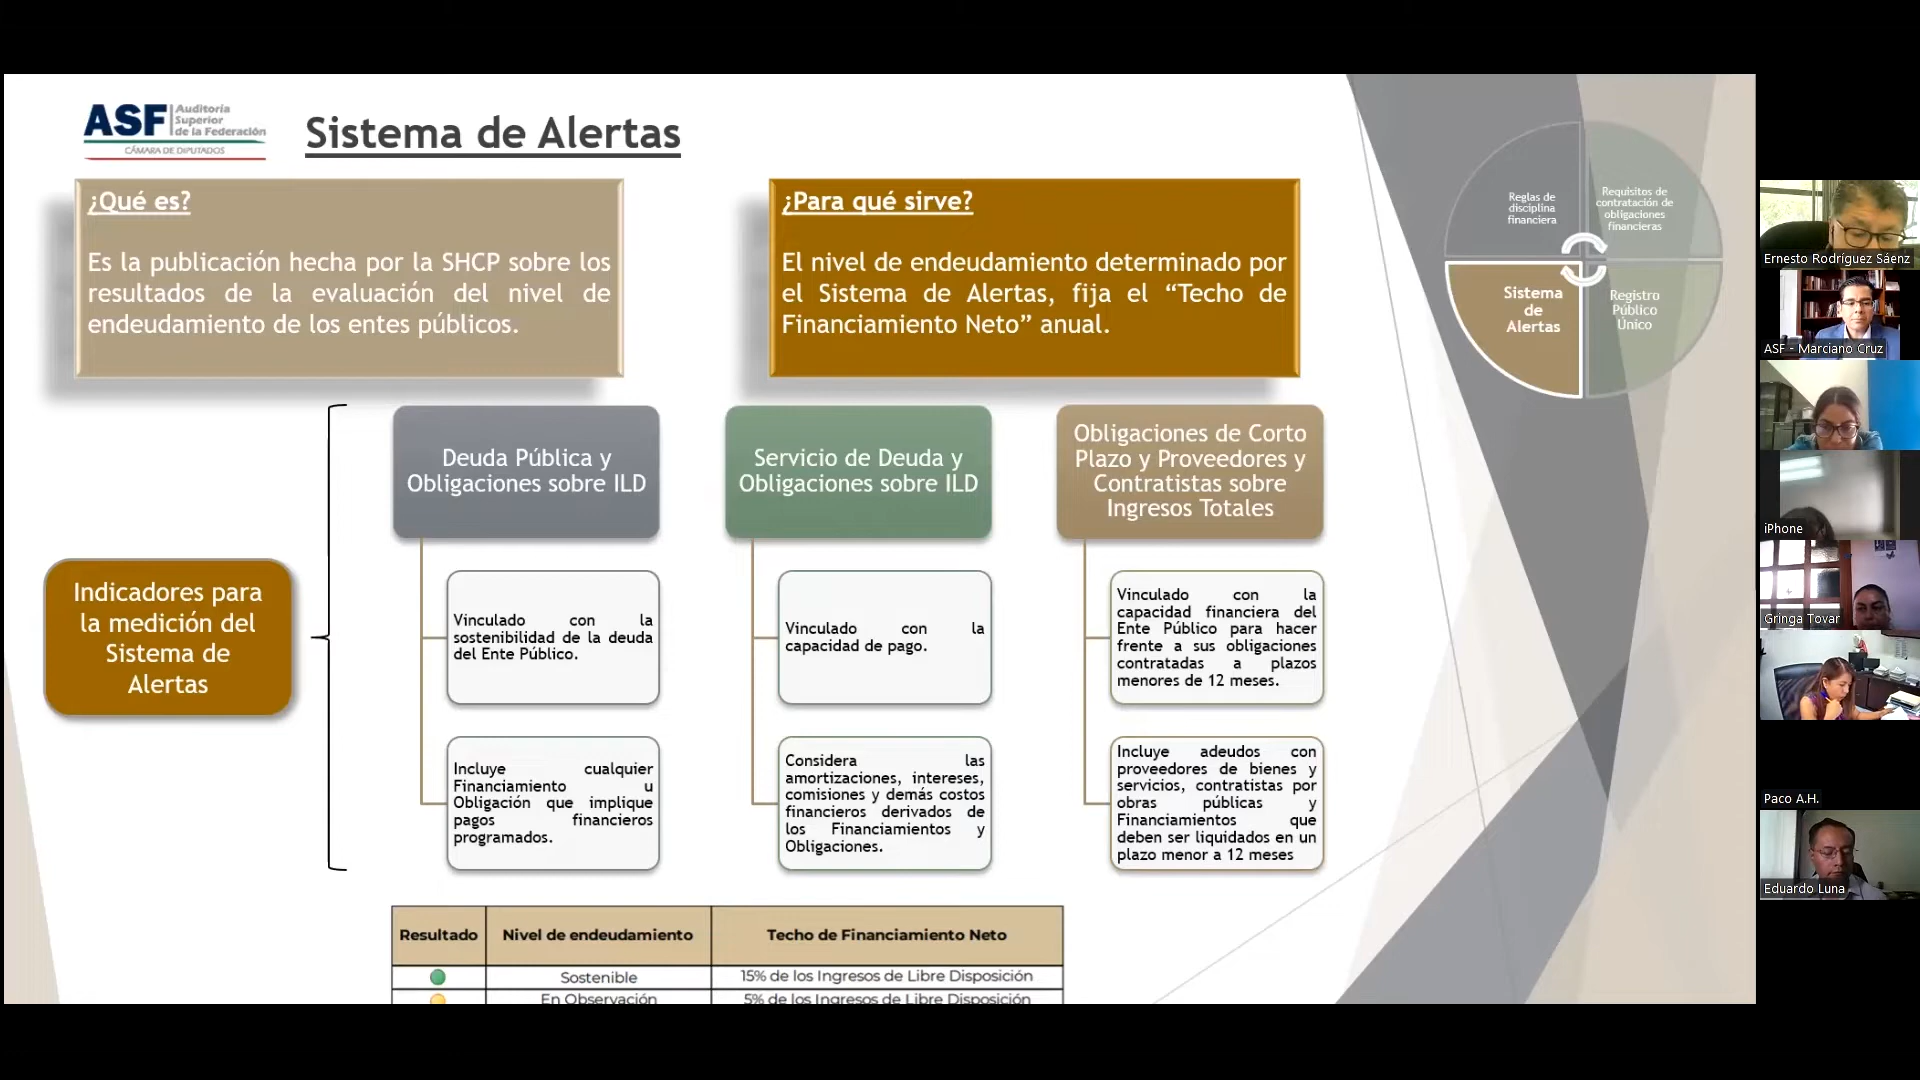 ASF
Auditoría
Superior
de la Federación
CÁMARA DE DIPUTADOS
Sistema de Alertas
¿Qué es?
Es la publicación hecha por la SHCP sobre los
resultados de la evaluación del nivel de
endeudamiento de los entes públicos.
¿Para qué sirve?
El nivel de endeudamiento determinado por
el Sistema de Alertas, fija el “Techo de
Financiamiento Neto” anual.
Reglas de
disciplina
financiera
Requisitos de
contratación de
obligaciones
financieras
Sistema
de
Alertas
Registro
Público
Único
Indicadores para
la medición del
Sistema de
Alertas
Deuda Pública y
Obligaciones sobre ILD
Vinculado con la
sostenibilidad de la deuda
del Ente Público.
Incluye cualquier
Financiamiento u
Obligación que implique
pagos financieros
programados.
Servicio de Deuda y
Obligaciones sobre ILD
Vinculado con la
capacidad de pago.
Considera las
amortizaciones, intereses,
comisiones y demás costos
financieros derivados de
los Financiamientos y
Obligaciones.
Obligaciones de Corto
Plazo y Proveedores y
Contratistas sobre
Ingresos Totales
Vinculado con la
capacidad financiera del
Ente Público para hacer
frente a sus obligaciones
contratadas a plazos
menores de 12 meses.
Incluye adeudos con
proveedores de bienes y
servicios, contratistas por
obras públicas y
Financiamientos que
deben ser liquidados en un
plazo menor a 12 meses
Resultado Nivel de endeudamiento Techo de Financiamiento Neto
Sostenible 15% de los Ingresos de Libre Disposición
En Observación 5% de los Ingresos de Libre Disposición
Ernesto Rodríguez Sáenz
ASF - Marciano Cruz
iPhone
Gringa Tovar
Paco A.H.
Eduardo Luna